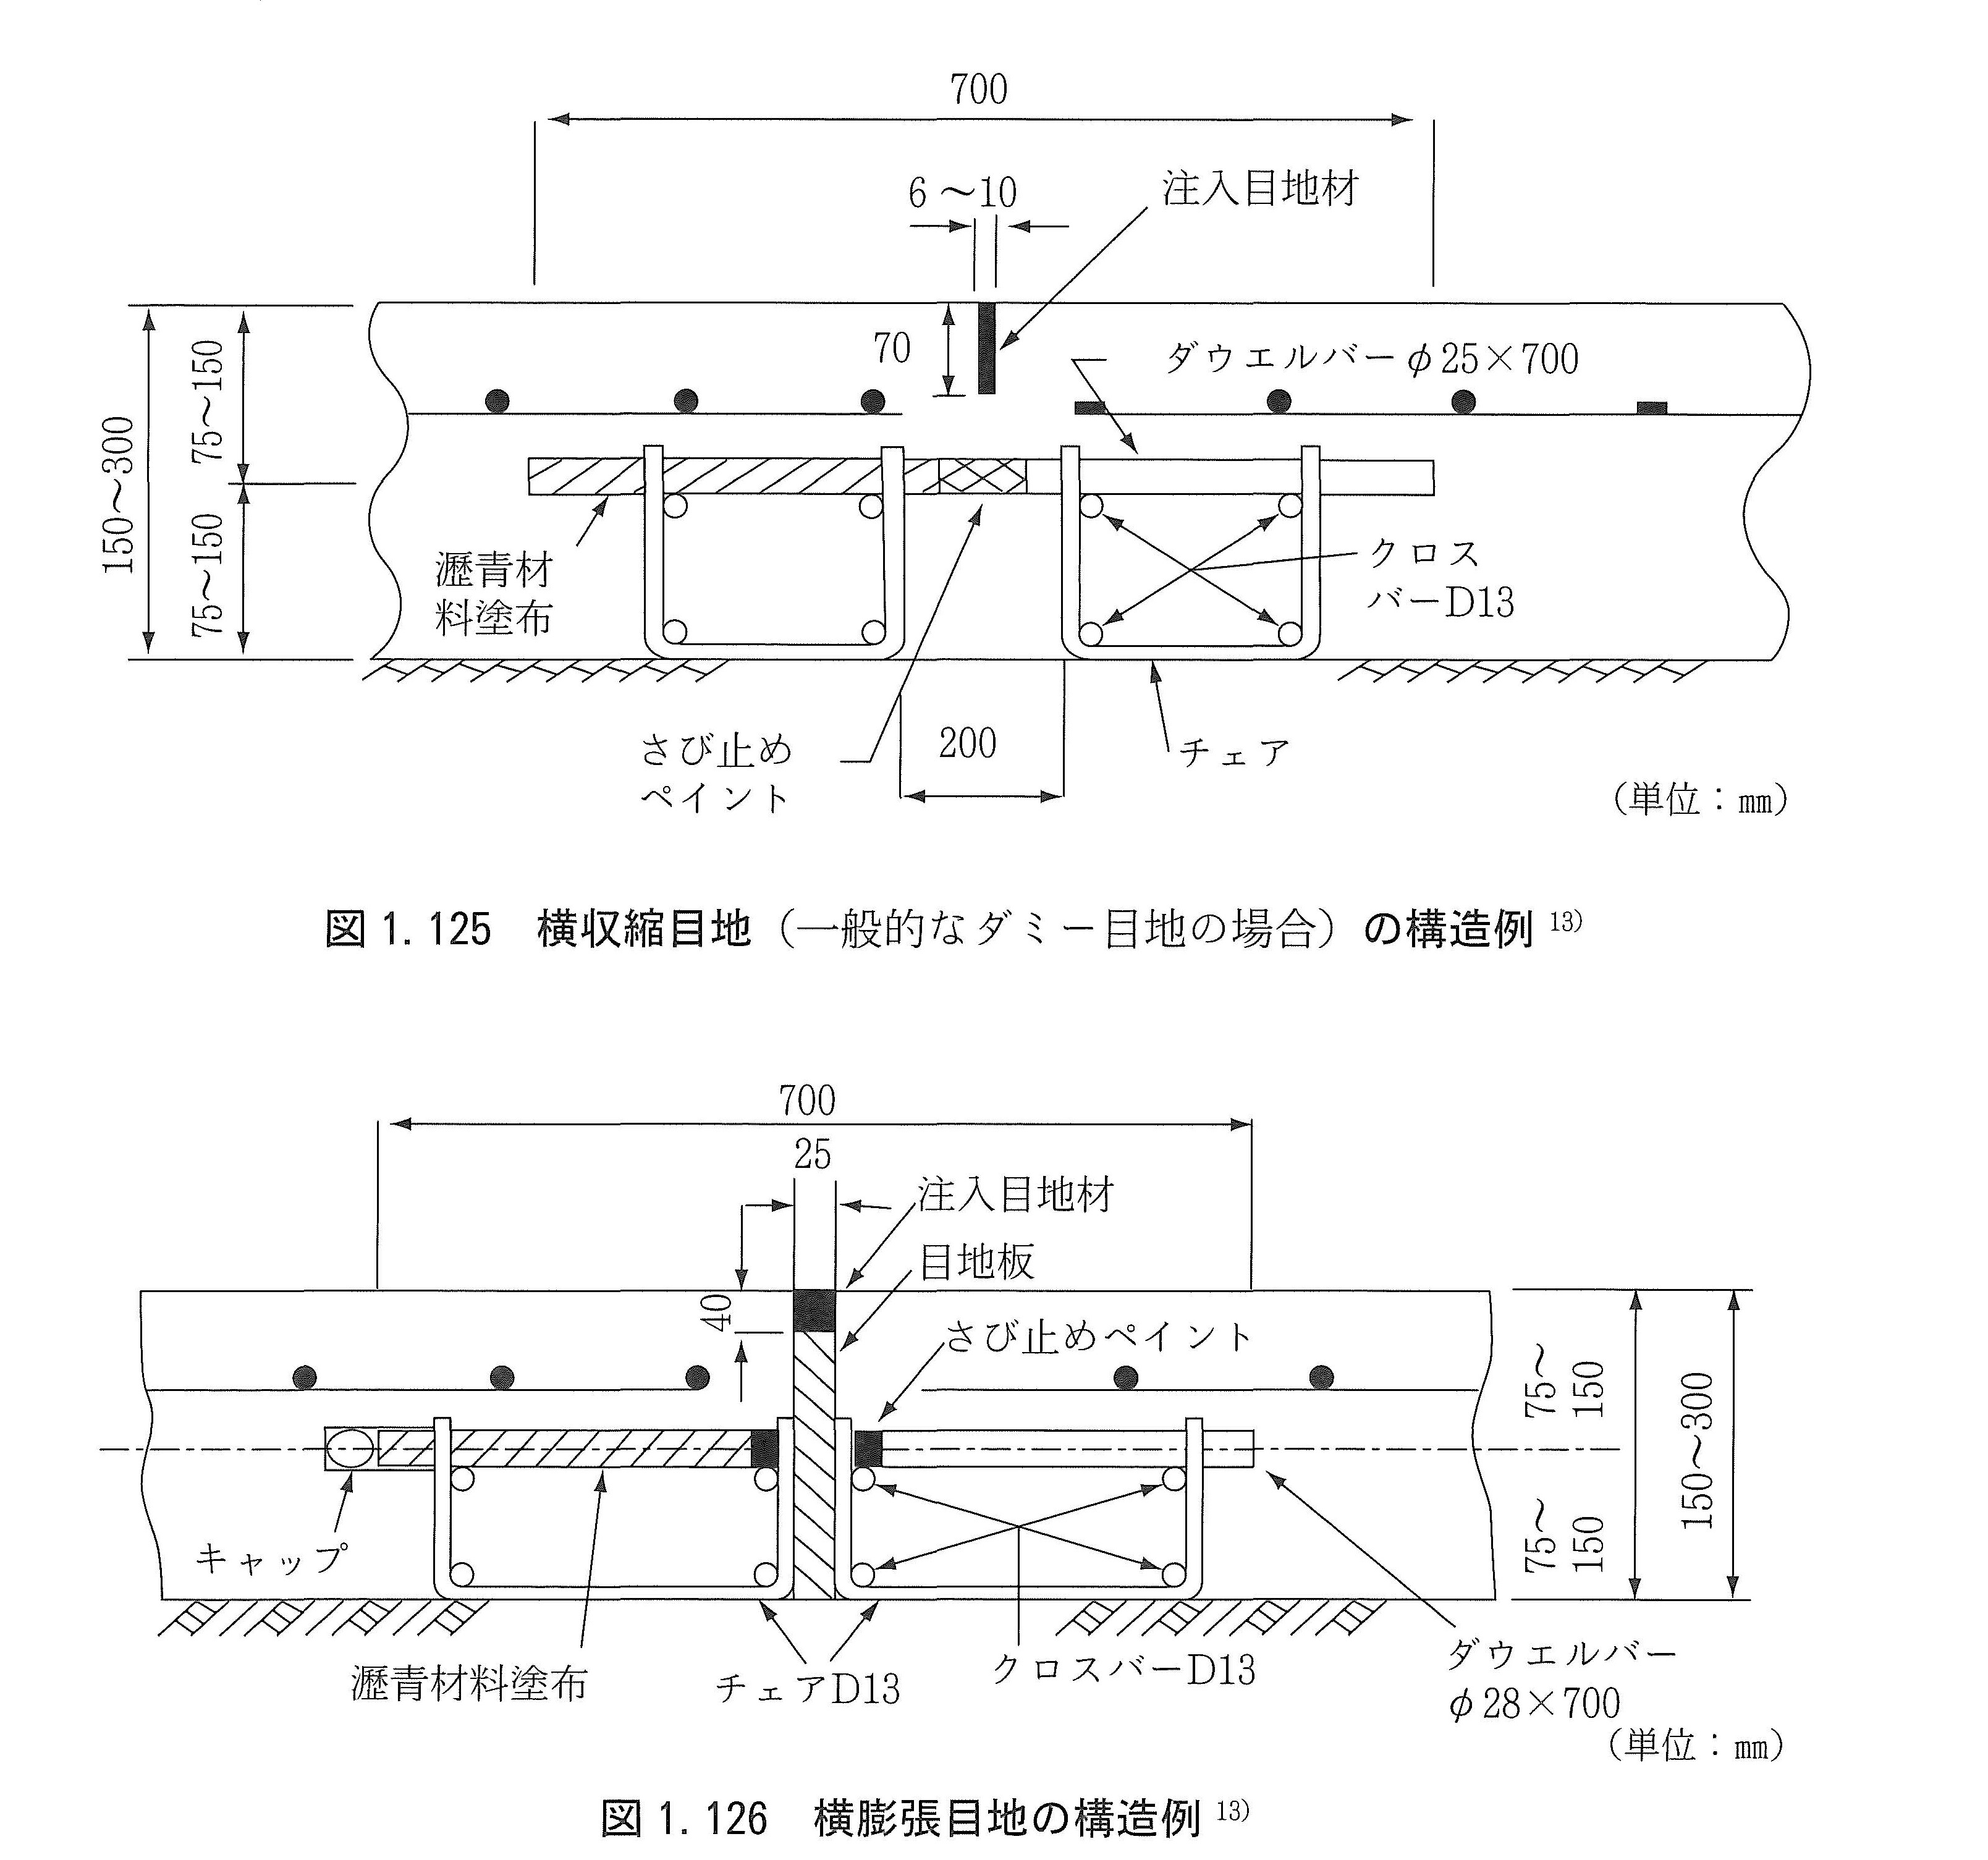 700
6～10
注入目地材
70
ダウエルバーφ25×700
150～300
75～150
75～150
瀝青材
料塗布
クロス
バーD13
さび止め
ペイント
200
チェア
（単位：㎜）
図1.125　横収縮目地（一般的なダミー目地の場合）の構造例 13)
700
25
注入目地材
目地板
40
さび止めペイント
75～
150
150～300
75～
150
キャップ
瀝青材料塗布
チェアD13
クロスバーD13
ダウエルバー
φ28×700
（単位：㎜）
図1.126　横膨張目地の構造例 13)